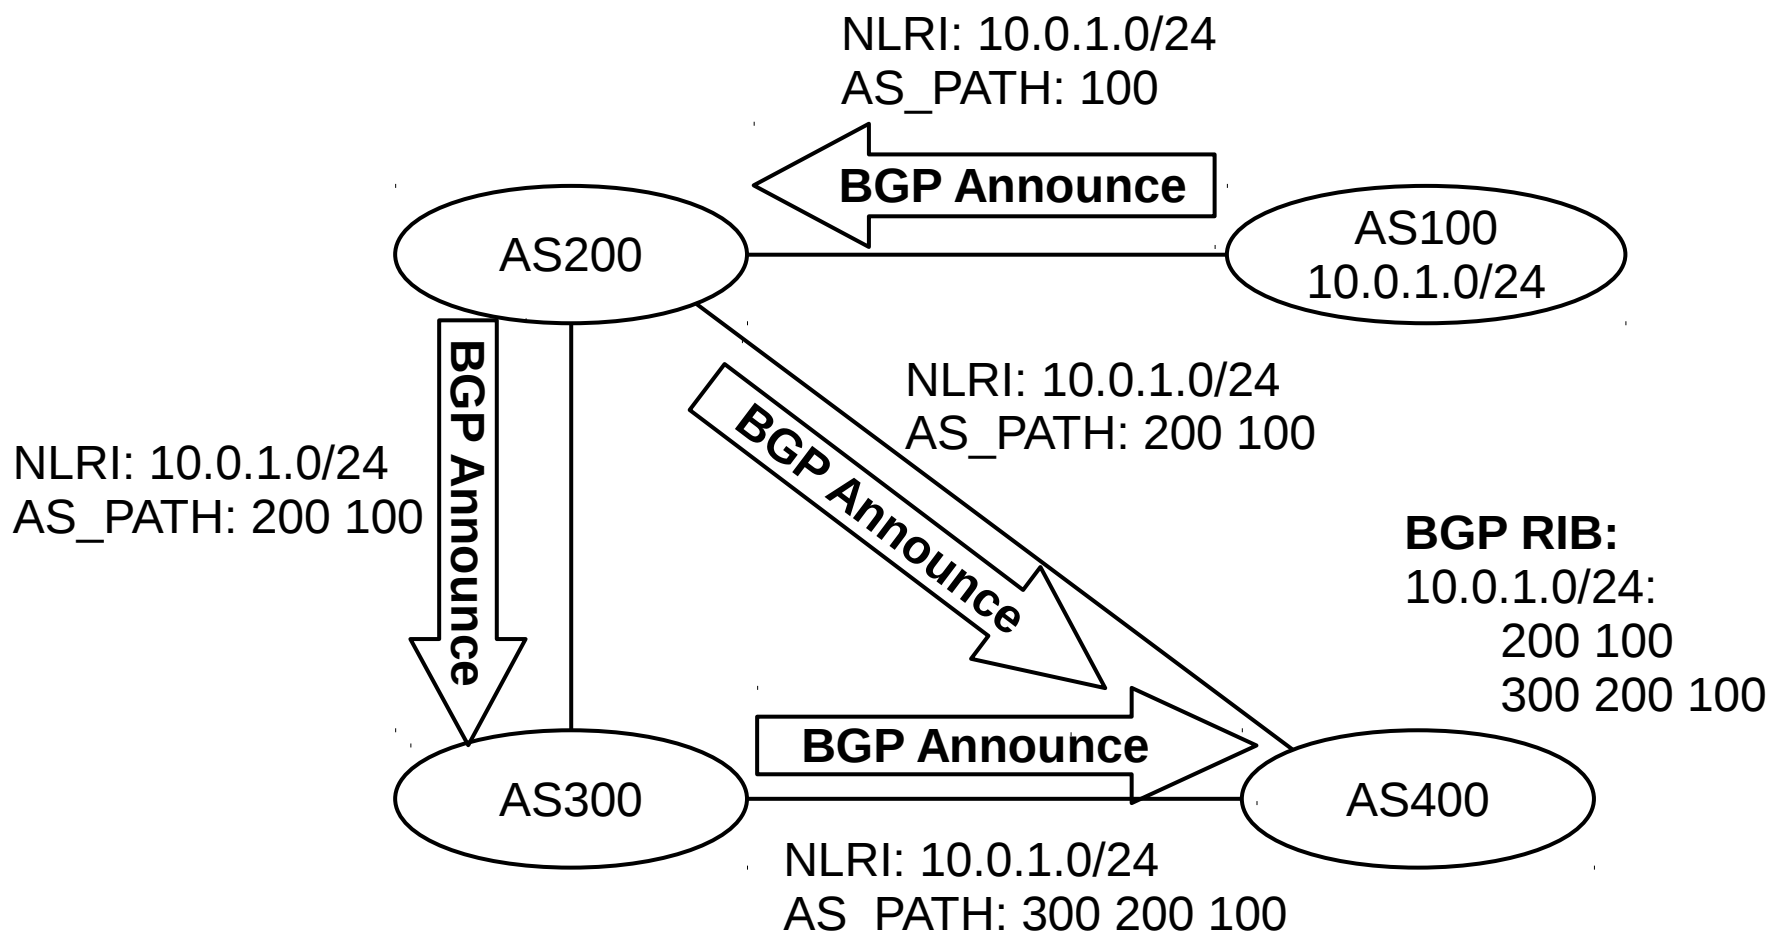 NLRI: 10.0.1.0/24
AS_PATH: 100
BGP Announce
AS200
AS100
10.0.1.0/24
BGP Announce
NLRI: 10.0.1.0/24
AS_PATH: 200 100
BGP Announce
NLRI: 10.0.1.0/24
AS_PATH: 200 100
BGP RIB:
10.0.1.0/24:
200 100
300 200 100
BGP Announce
AS300
AS400
NLRI: 10.0.1.0/24
AS_PATH: 300 200 100